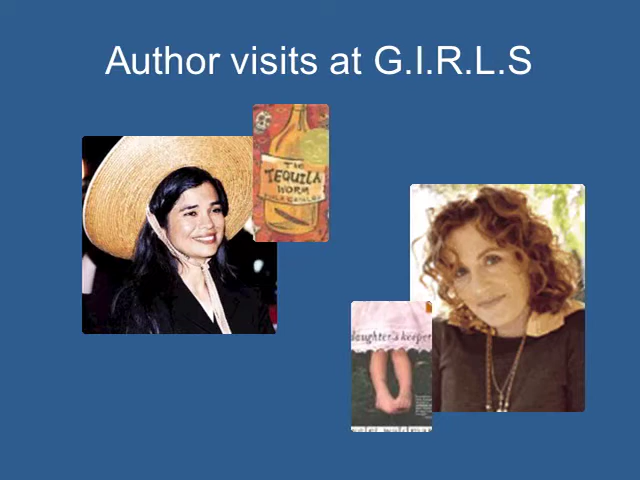 Author visits at G.I.R.L.S
THE
TEQUILA
WORM
daughter's keeper